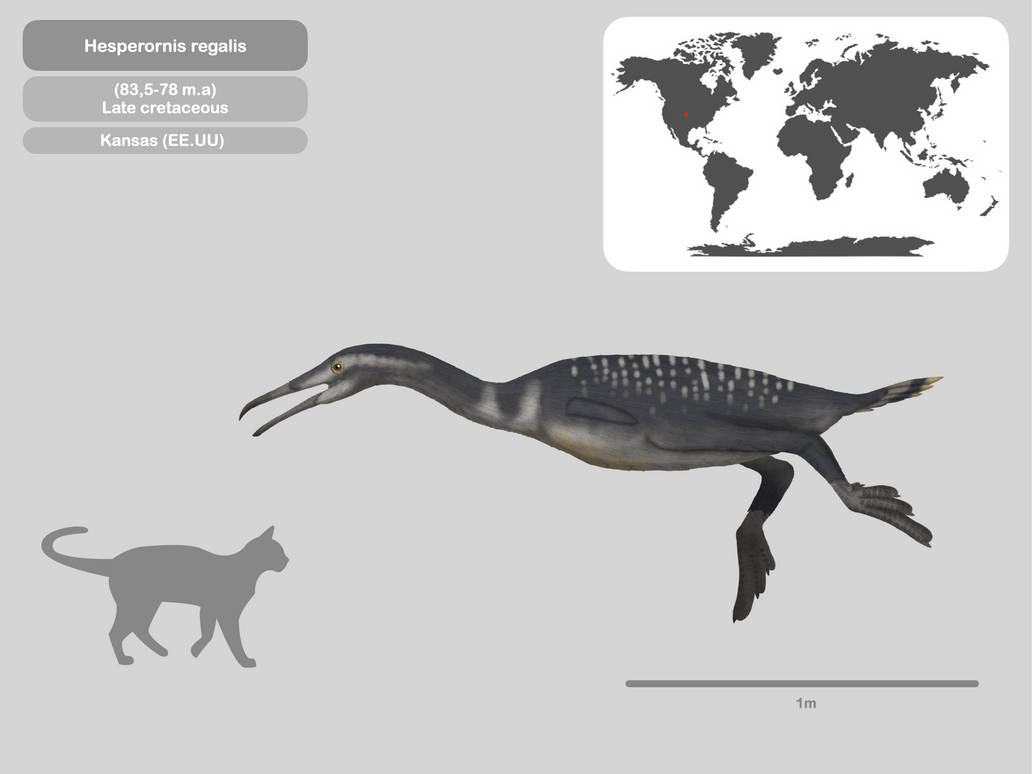 Hesperornis regalis
(83,5-78 m.a)
Late cretaceous
Kansas (EE.UU)
1m